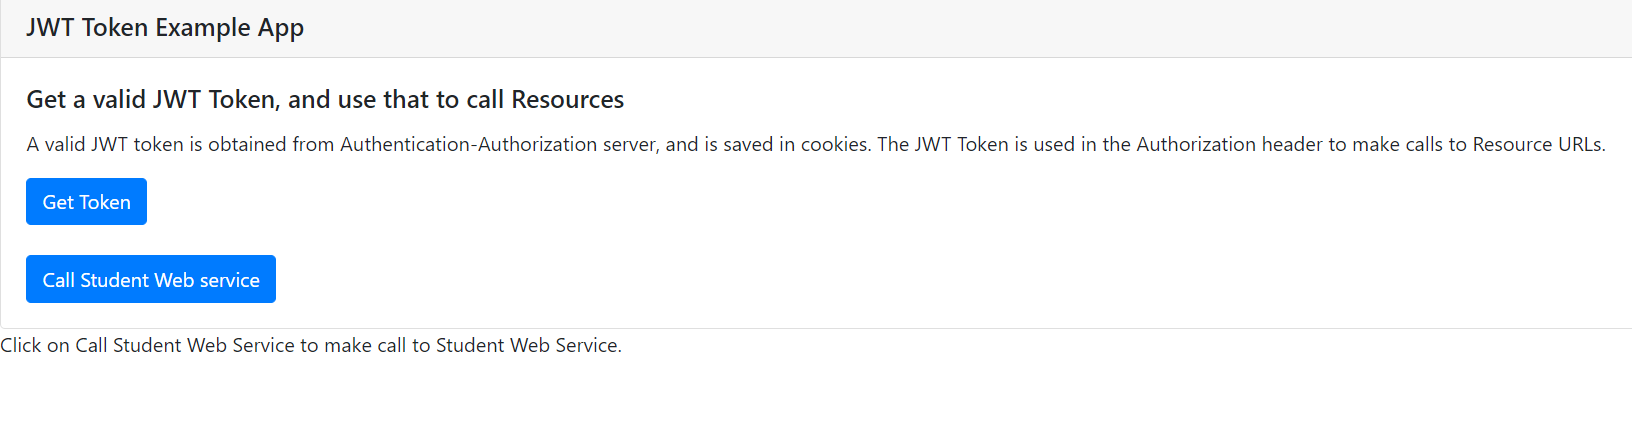 JWT Token Example App
Get a valid JWT Token, and use that to call Resources
A valid JWT token is obtained from Authentication-Authorization server, and is saved in cookies. The JWT Token is used in the Authorization header to make calls to Resource URLs.
Get Token
Call Student Web service
Click on Call Student Web Service to make call to Student Web Service.